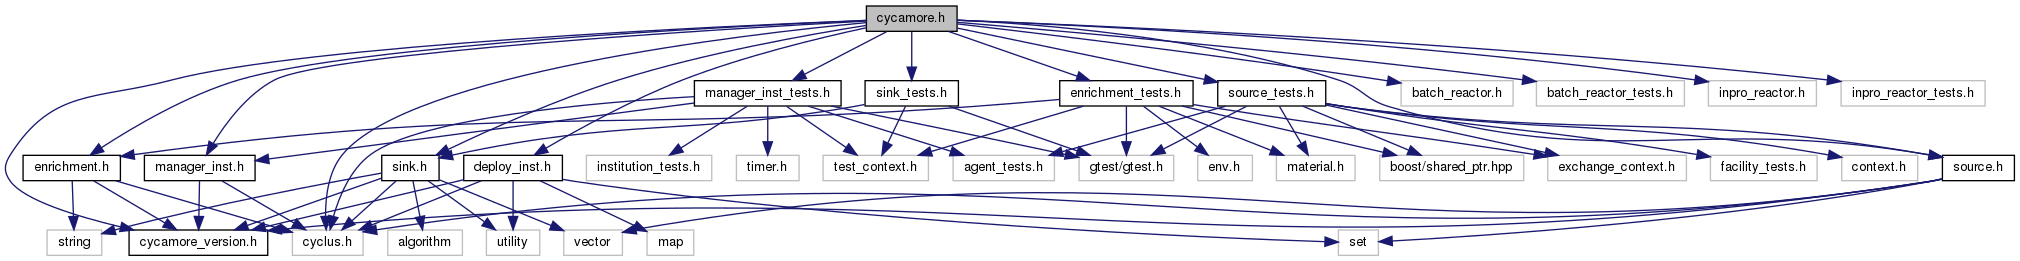 cycamore.h
manager_inst_tests.h
sink_tests.h
enrichment_tests.h
source_tests.h
batch_reactor.h
batch_reactor_tests.h
inpro_reactor.h
inpro_reactor_tests.h
enrichment.h
manager_inst.h
sink.h
deploy_inst.h
institution_tests.h
timer.h
test_context.h
agent_tests.h
gtest/gtest.h
env.h
material.h
boost/shared_ptr.hpp
exchange_context.h
facility_tests.h
context.h
source.h
string
cycamore_version.h
cyclus.h
algorithm
utility
vector
map
set